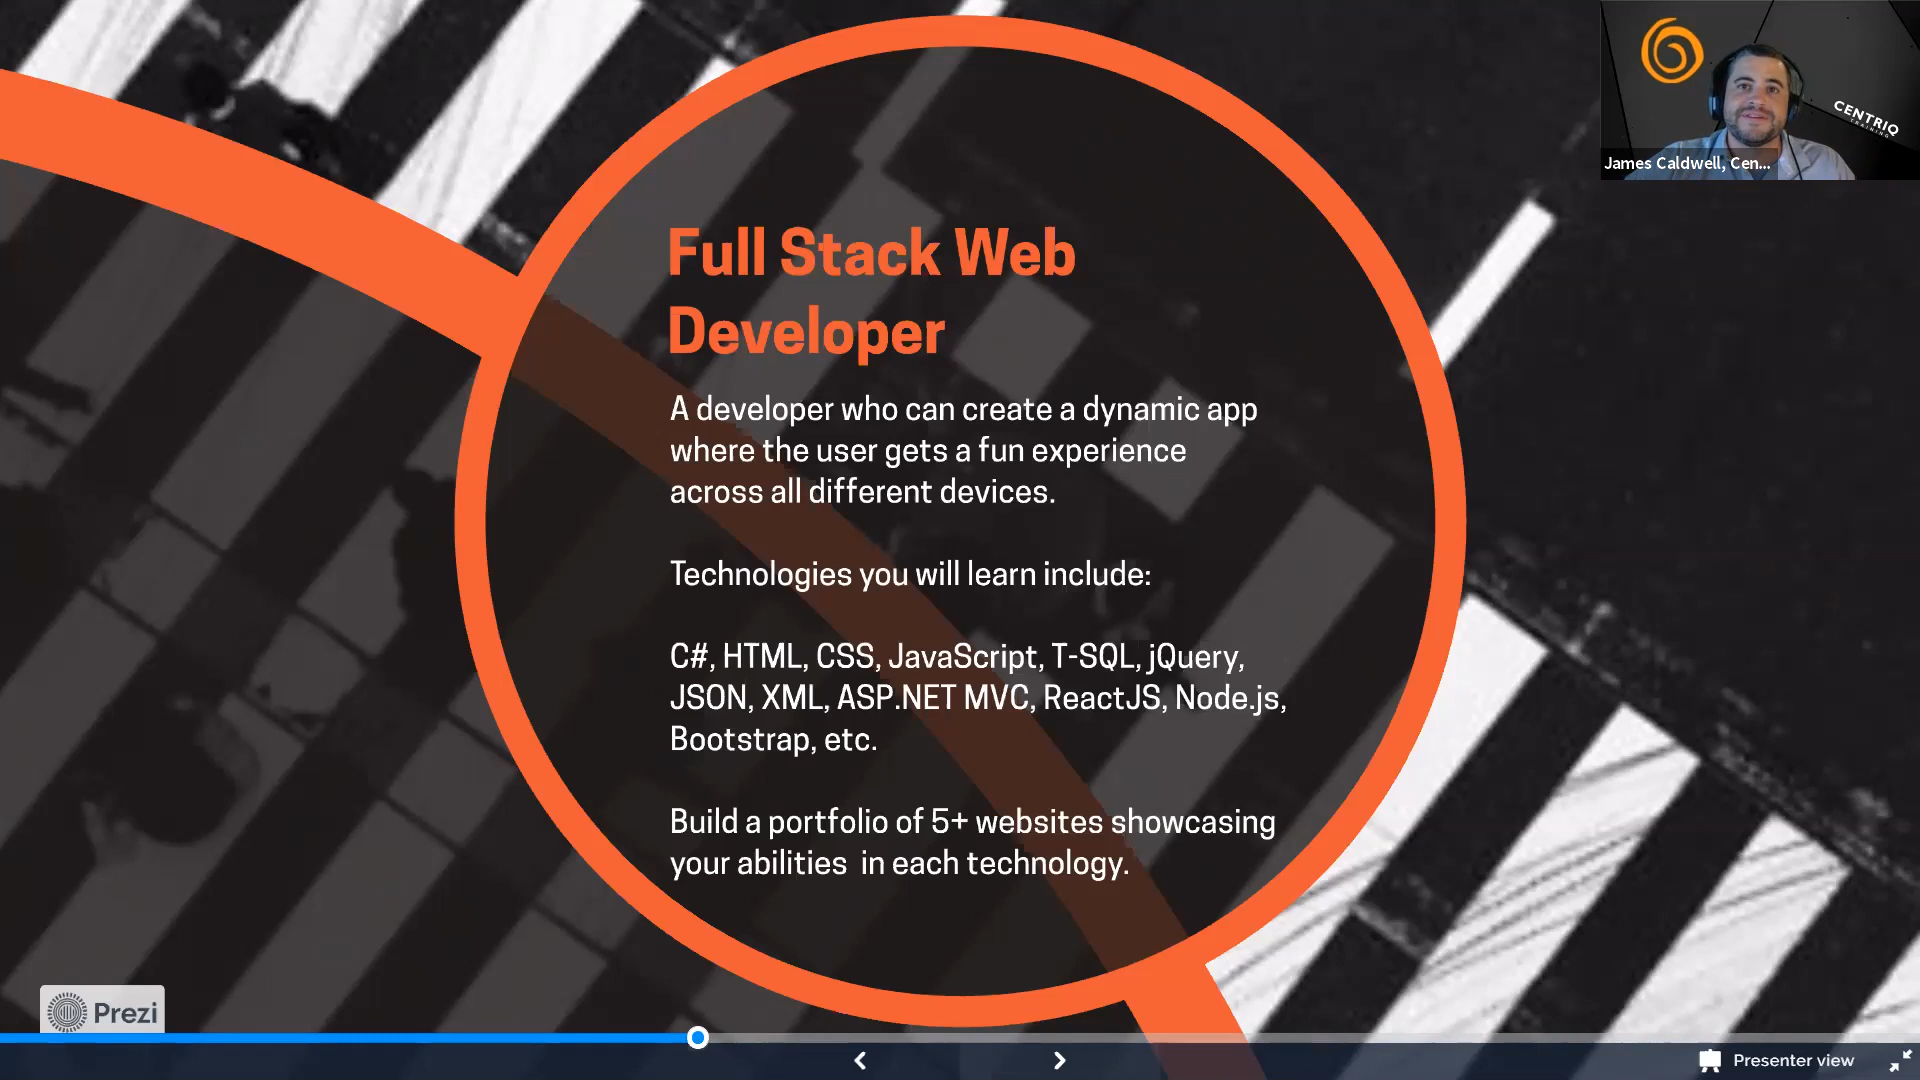 CENTRIQ
TRAINING
James Caldwell, Cen...
Full Stack Web
Developer
A developer who can create a dynamic app
where the user gets a fun experience
across all different devices.
Technologies you will learn include:
C#, HTML, CSS, JavaScript, T-SQL, jQuery,
JSON, XML, ASP.NET MVC, ReactJS, Node.js,
Bootstrap, etc.
Build a portfolio of 5+ websites showcasing
your abilities  in each technology.
Prezi
Presenter view